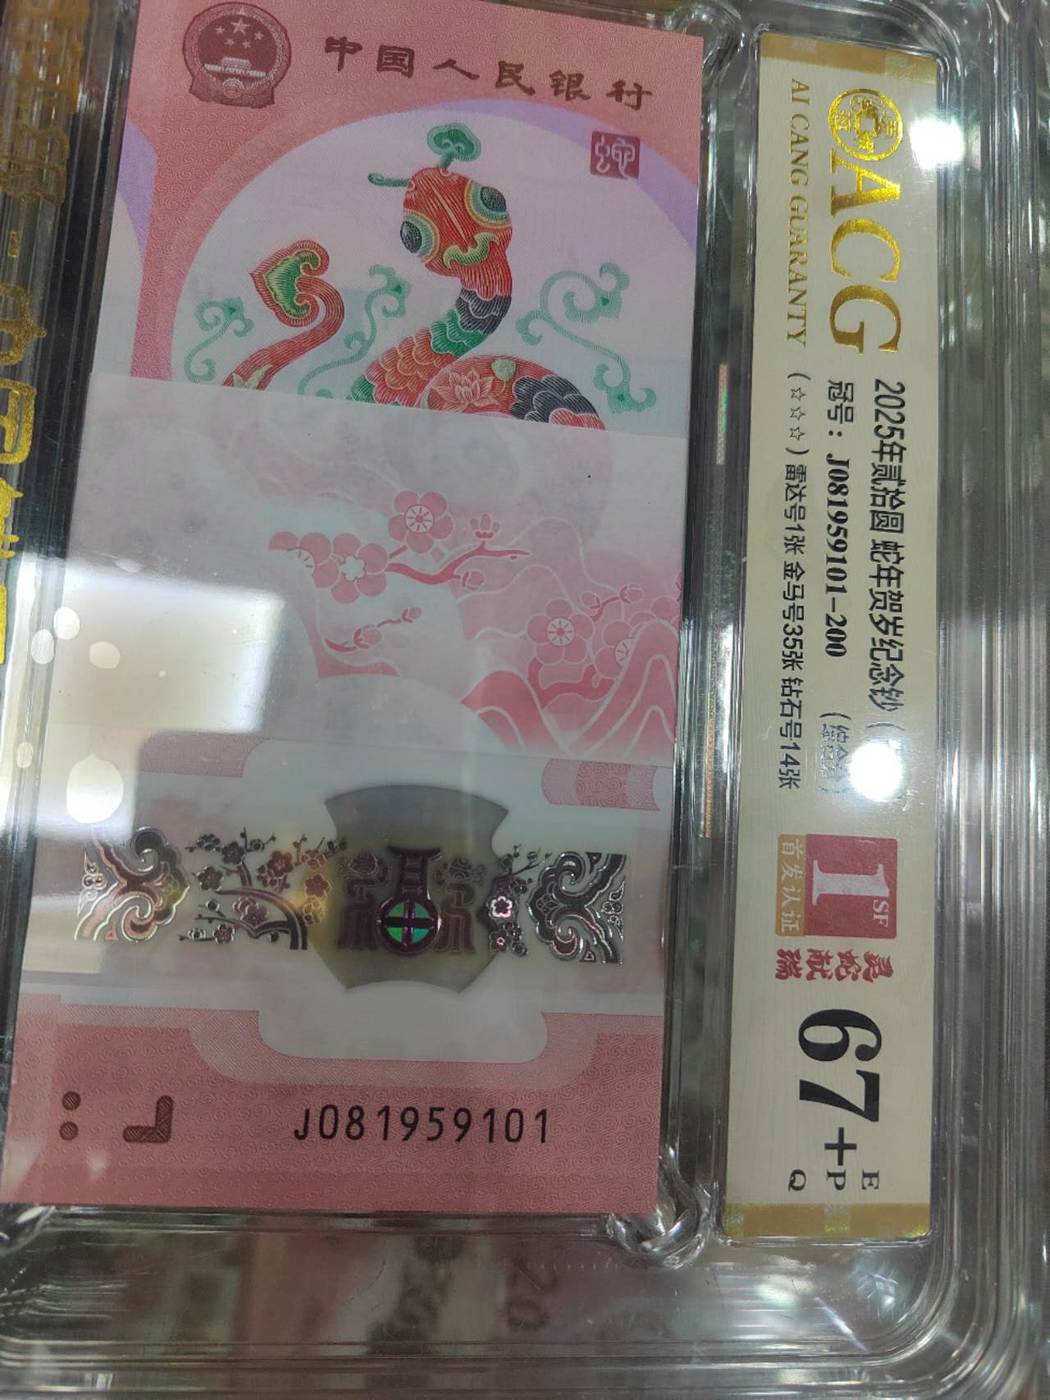 中国人民银行
J081959101
ACG
AI CANG GUARANTY
2025年贰拾圆 蛇年贺岁纪念钞
冠号：J081959101-200
（☆☆☆）雷达号1张 金马号35张 钻石号14张
1SF
首发认证
灵蛇献瑞
67+
E
P
Q